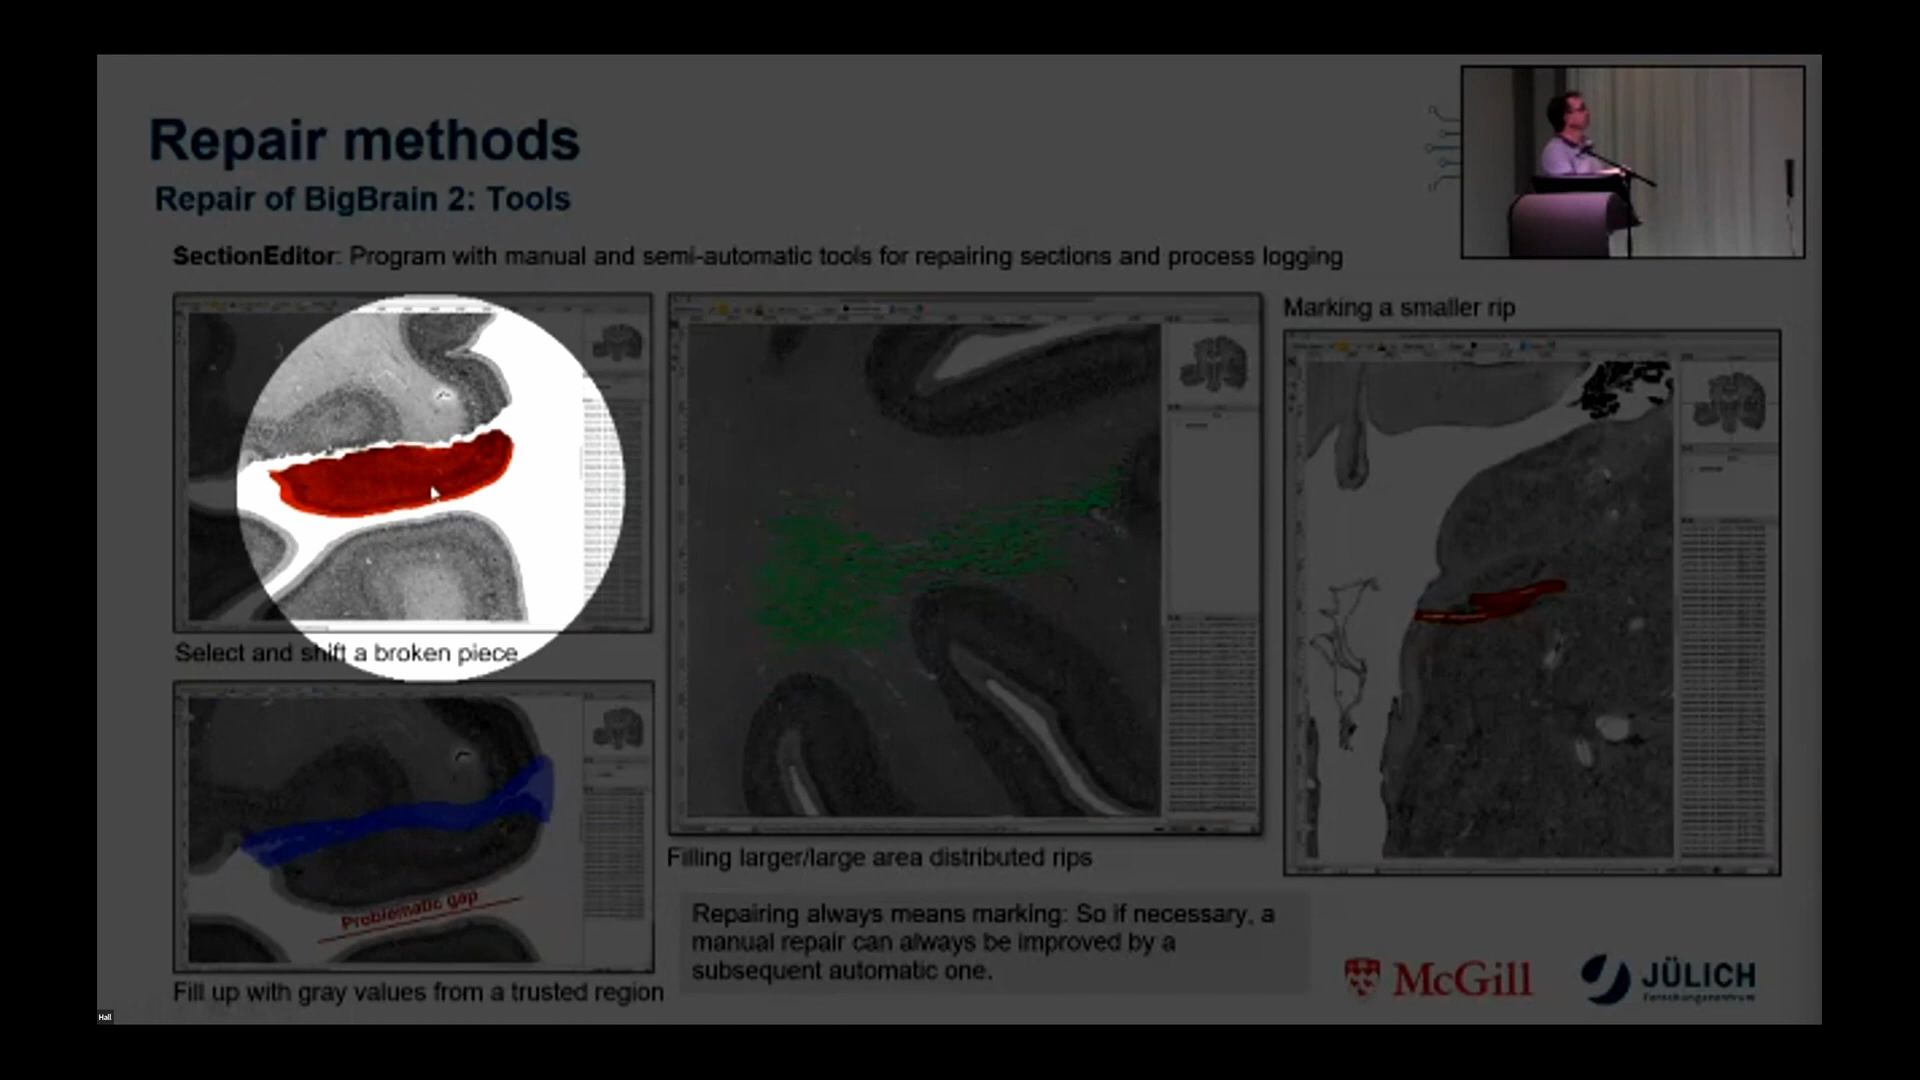 Repair methods
Repair of BigBrain 2: Tools
SectionEditor: Program with manual and semi-automatic tools for repairing sections and process logging
Select and shift a broken piece
Problematic gap
Fill up with gray values from a trusted region
Filling larger/large area distributed rips
Repairing always means marking: So if necessary, a
manual repair can always be improved by a
subsequent automatic one.
Marking a smaller rip
McGill
JÜLICH
Forschungszentrum
Hall